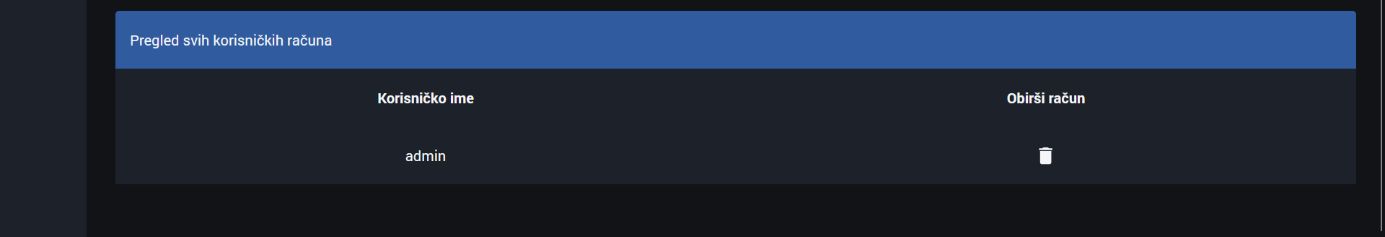 Pregled svih korisničkih računa
Korisničko ime
Obirši račun
admin